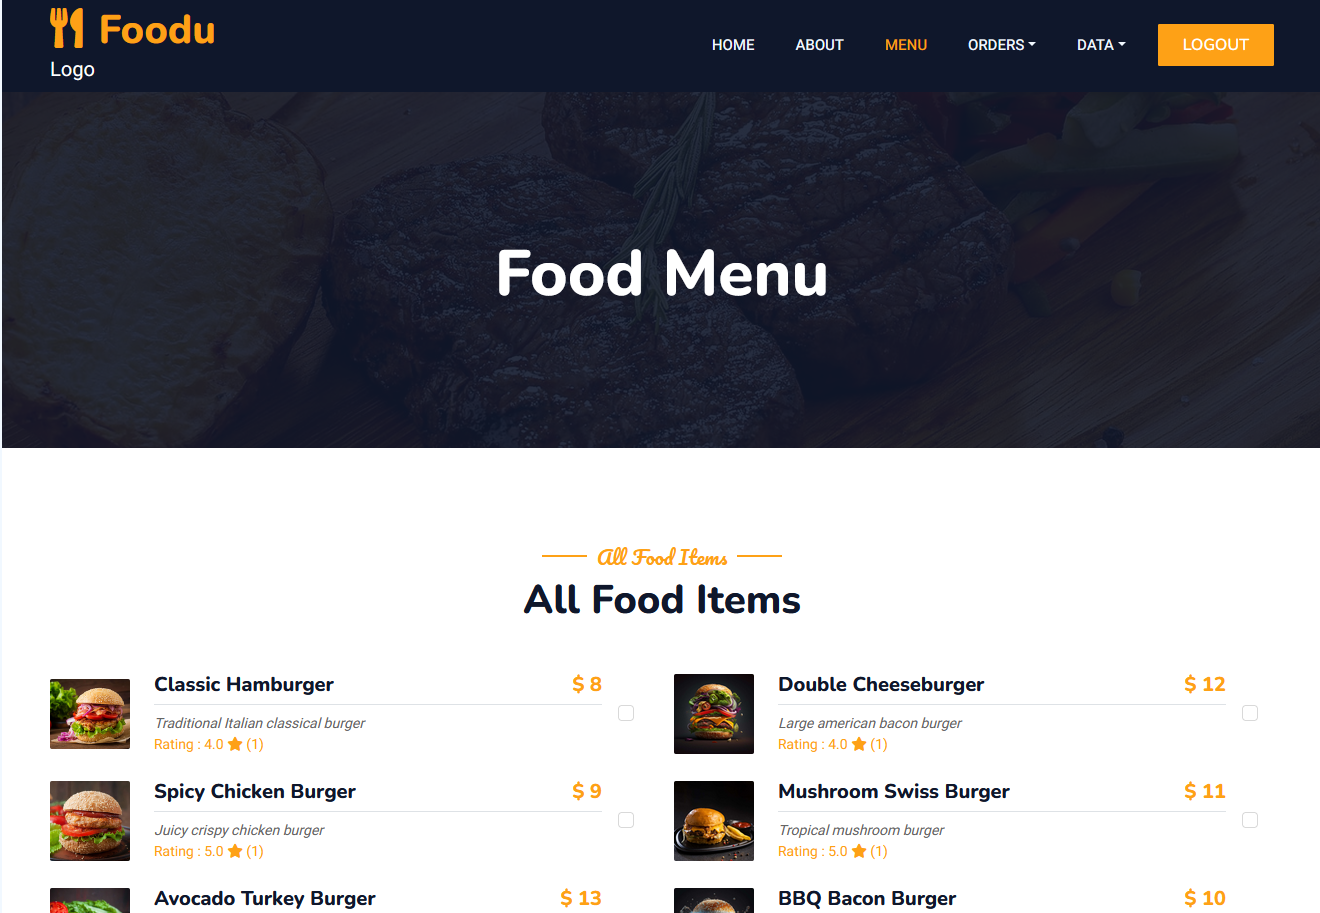 Foodu
Logo
HOME ABOUT MENU ORDERS DATA LOGOUT
Food Menu
All Food Items
All Food Items
Classic Hamburger $ 8
Traditional Italian classical burger
Rating : 4.0 (1)
Double Cheeseburger $ 12
Large american bacon burger
Rating : 4.0 (1)
Spicy Chicken Burger $ 9
Juicy crispy chicken burger
Rating : 5.0 (1)
Mushroom Swiss Burger $ 11
Tropical mushroom burger
Rating : 5.0 (1)
Avocado Turkey Burger $ 13
BBQ Bacon Burger $ 10